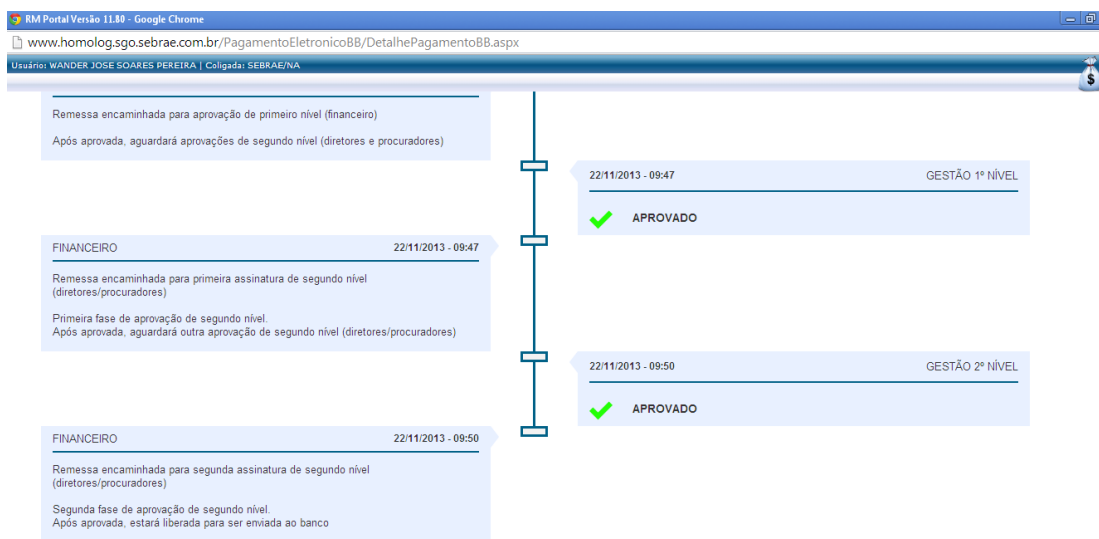 RM Portal Versão 11.80 - Google Chrome
www.homolog.sgo.sebrae.com.br/PagamentoEletronicoBB/DetalhePagamentoBB.aspx
Usuário: WANDER JOSE SOARES PEREIRA | Coligada: SEBRAE/NA
$
Remessa encaminhada para aprovação de primeiro nível (financeiro)
Após aprovada, aguardará aprovações de segundo nível (diretores e procuradores)
22/11/2013 - 09:47 GESTÃO 1º NÍVEL
APROVADO
FINANCEIRO 22/11/2013 - 09:47
Remessa encaminhada para primeira assinatura de segundo nível
(diretores/procuradores)
Primeira fase de aprovação de segundo nível.
Após aprovada, aguardará outra aprovação de segundo nível (diretores/procuradores)
22/11/2013 - 09:50 GESTÃO 2º NÍVEL
APROVADO
FINANCEIRO 22/11/2013 - 09:50
Remessa encaminhada para segunda assinatura de segundo nível
(diretores/procuradores)
Segunda fase de aprovação de segundo nível.
Após aprovada, estará liberada para ser enviada ao banco